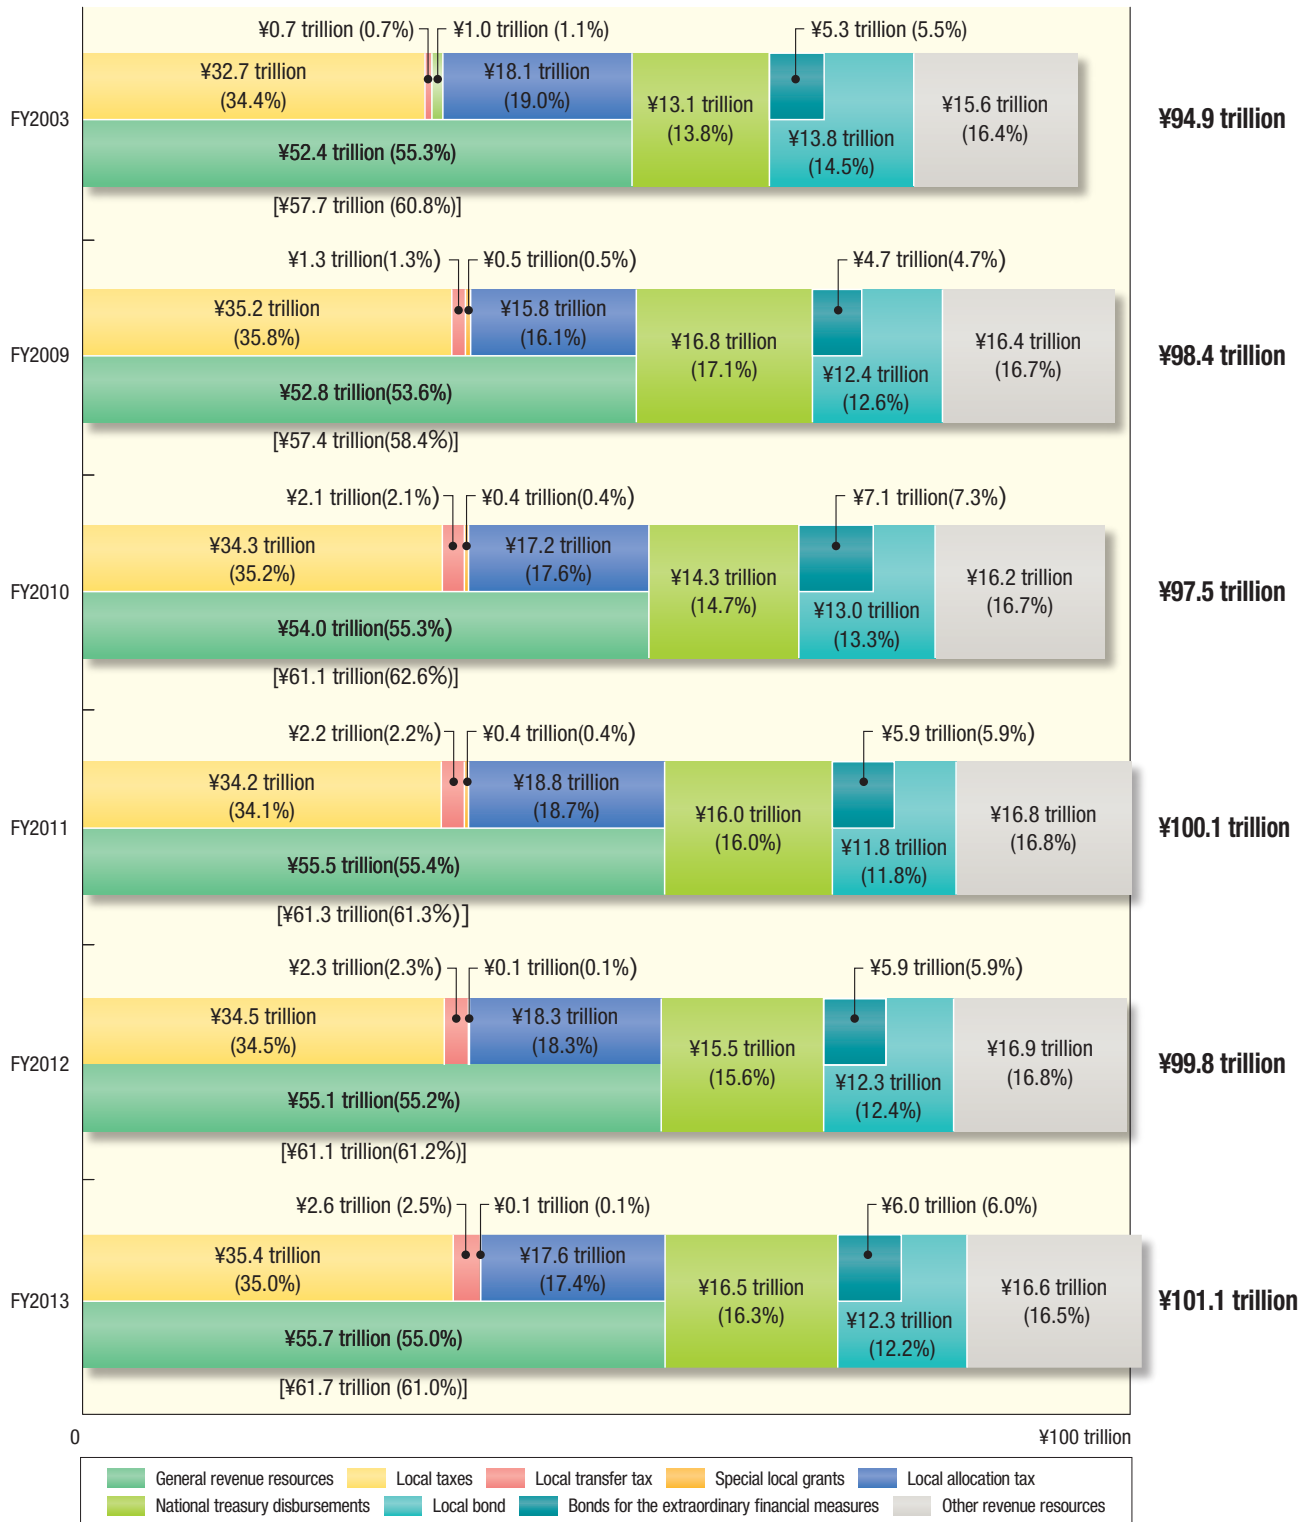 ¥0.7 trillion (0.7%) ¥1.0 trillion (1.1%) ¥5.3 trillion (5.5%)
¥32.7 trillion
(34.4%)
¥18.1 trillion
(19.0%)
¥13.1 trillion
(13.8%)
¥13.8 trillion
(14.5%)
¥15.6 trillion
(16.4%)
FY2003
¥94.9 trillion
¥52.4 trillion (55.3%)
[¥57.7 trillion (60.8%)]
¥1.3 trillion(1.3%) ¥0.5 trillion(0.5%) ¥4.7 trillion(4.7%)
¥35.2 trillion
(35.8%)
¥15.8 trillion
(16.1%)
¥16.8 trillion
(17.1%)
¥12.4 trillion
(12.6%)
¥16.4 trillion
(16.7%)
FY2009
¥98.4 trillion
¥52.8 trillion(53.6%)
[¥57.4 trillion(58.4%)]
¥2.1 trillion(2.1%) ¥0.4 trillion(0.4%) ¥7.1 trillion(7.3%)
¥34.3 trillion
(35.2%)
¥17.2 trillion
(17.6%)
¥14.3 trillion
(14.7%)
¥13.0 trillion
(13.3%)
¥16.2 trillion
(16.7%)
FY2010
¥97.5 trillion
¥54.0 trillion(55.3%)
[¥61.1 trillion(62.6%)]
¥2.2 trillion(2.2%) ¥0.4 trillion(0.4%) ¥5.9 trillion(5.9%)
¥34.2 trillion
(34.1%)
¥18.8 trillion
(18.7%)
¥16.0 trillion
(16.0%)
¥11.8 trillion
(11.8%)
¥16.8 trillion
(16.8%)
FY2011
¥100.1 trillion
¥55.5 trillion(55.4%)
[¥61.3 trillion(61.3%)]
¥2.3 trillion(2.3%) ¥0.1 trillion(0.1%) ¥5.9 trillion(5.9%)
¥34.5 trillion
(34.5%)
¥18.3 trillion
(18.3%)
¥15.5 trillion
(15.6%)
¥12.3 trillion
(12.4%)
¥16.9 trillion
(16.8%)
FY2012
¥99.8 trillion
¥55.1 trillion(55.2%)
[¥61.1 trillion(61.2%)]
¥2.6 trillion (2.5%) ¥0.1 trillion (0.1%) ¥6.0 trillion (6.0%)
¥35.4 trillion
(35.0%)
¥17.6 trillion
(17.4%)
¥16.5 trillion
(16.3%)
¥12.3 trillion
(12.2%)
¥16.6 trillion
(16.5%)
FY2013
¥101.1 trillion
¥55.7 trillion (55.0%)
[¥61.7 trillion (61.0%)]
0 ¥100 trillion
General revenue resources Local taxes Local transfer tax Special local grants Local allocation tax
National treasury disbursements Local bond Bonds for the extraordinary financial measures Other revenue resources